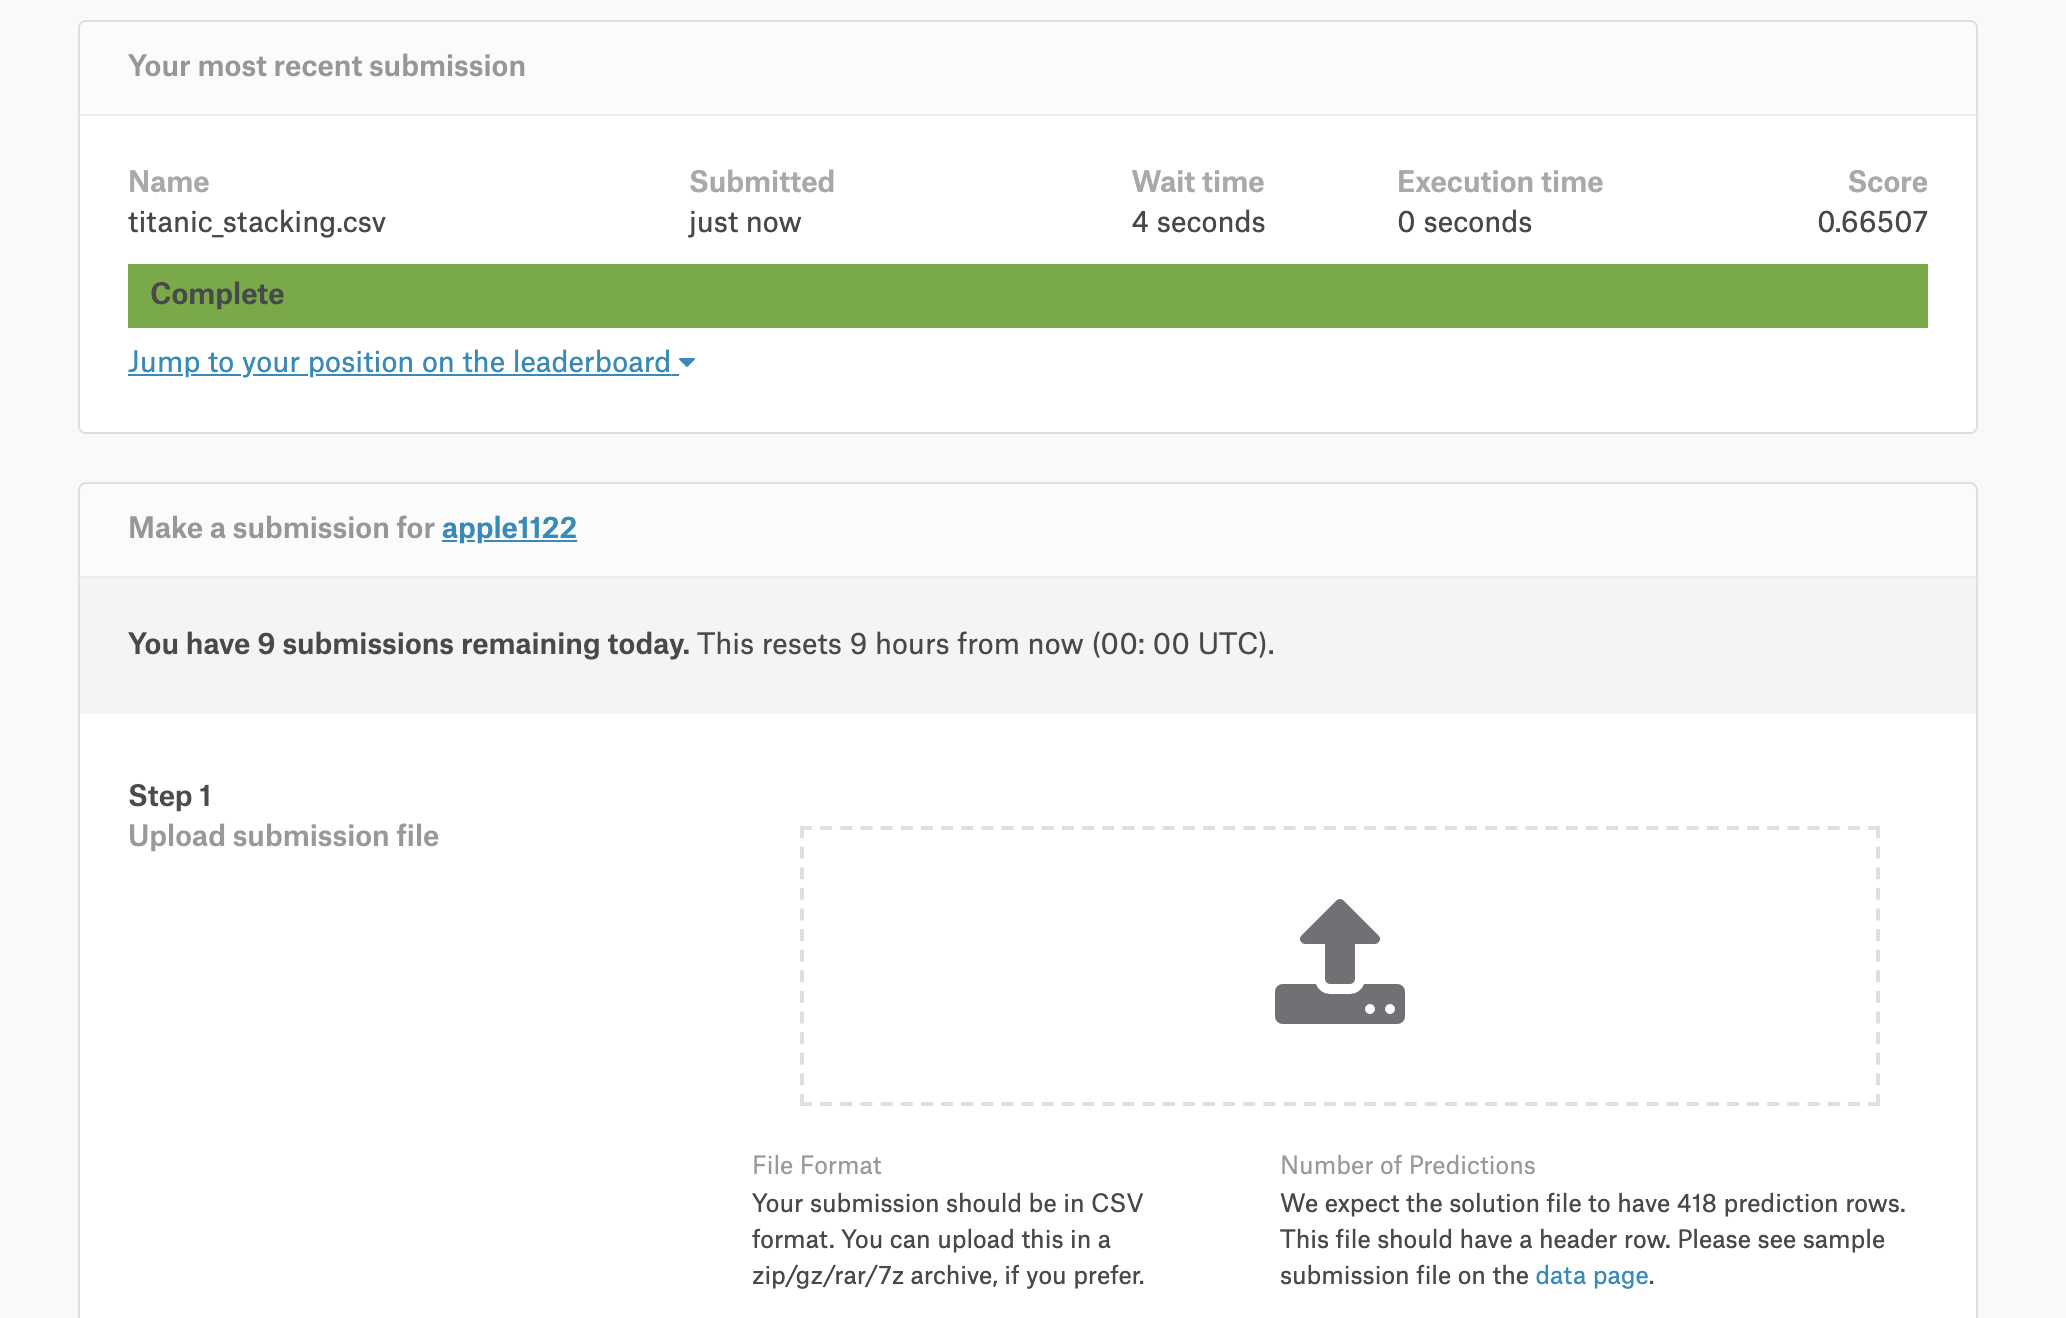 Your most recent submission
Name Submitted Wait time Execution time Score
titanic_stacking.csv just now 4 seconds 0 seconds 0.66507
Complete
Jump to your position on the leaderboard
Make a submission for apple1122
You have 9 submissions remaining today. This resets 9 hours from now (00: 00 UTC).
Step 1
Upload submission file
File Format
Your submission should be in CSV
format. You can upload this in a
zip/gz/rar/7z archive, if you prefer.
Number of Predictions
We expect the solution file to have 418 prediction rows.
This file should have a header row. Please see sample
submission file on the data page.